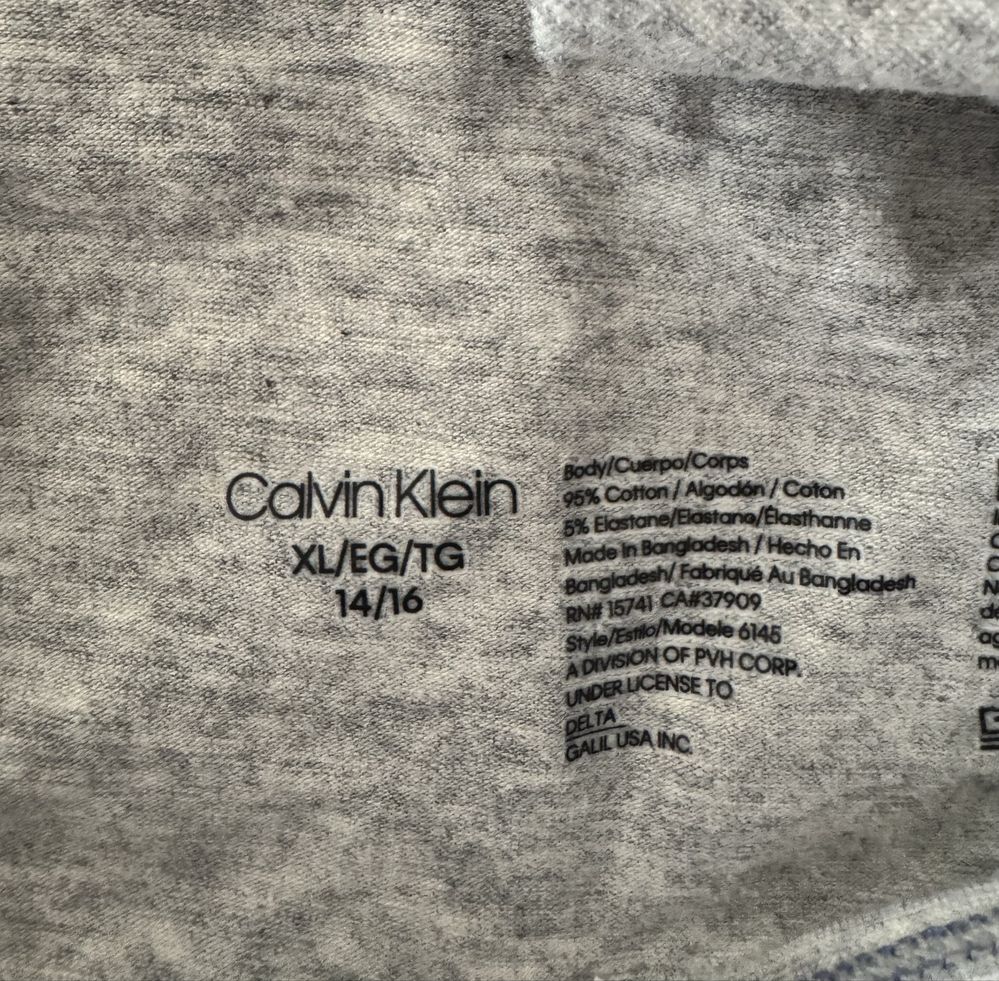 Calvin Klein
XL/EG/TG
14/16
Body/Cuerpo/Corps
95% Cotton / Algodón / Coton
5% Elastane/Elastano/Élasthanne
Made In Bangladesh / Hecho En
Bangladesh/ Fabriqué Au Bangladesh
RN# 15741 CA#37909
Style/Estilo/Modele 6145
A DIVISION OF PVH CORP.
UNDER LICENSE TO
DELTA
GALIL USA INC.